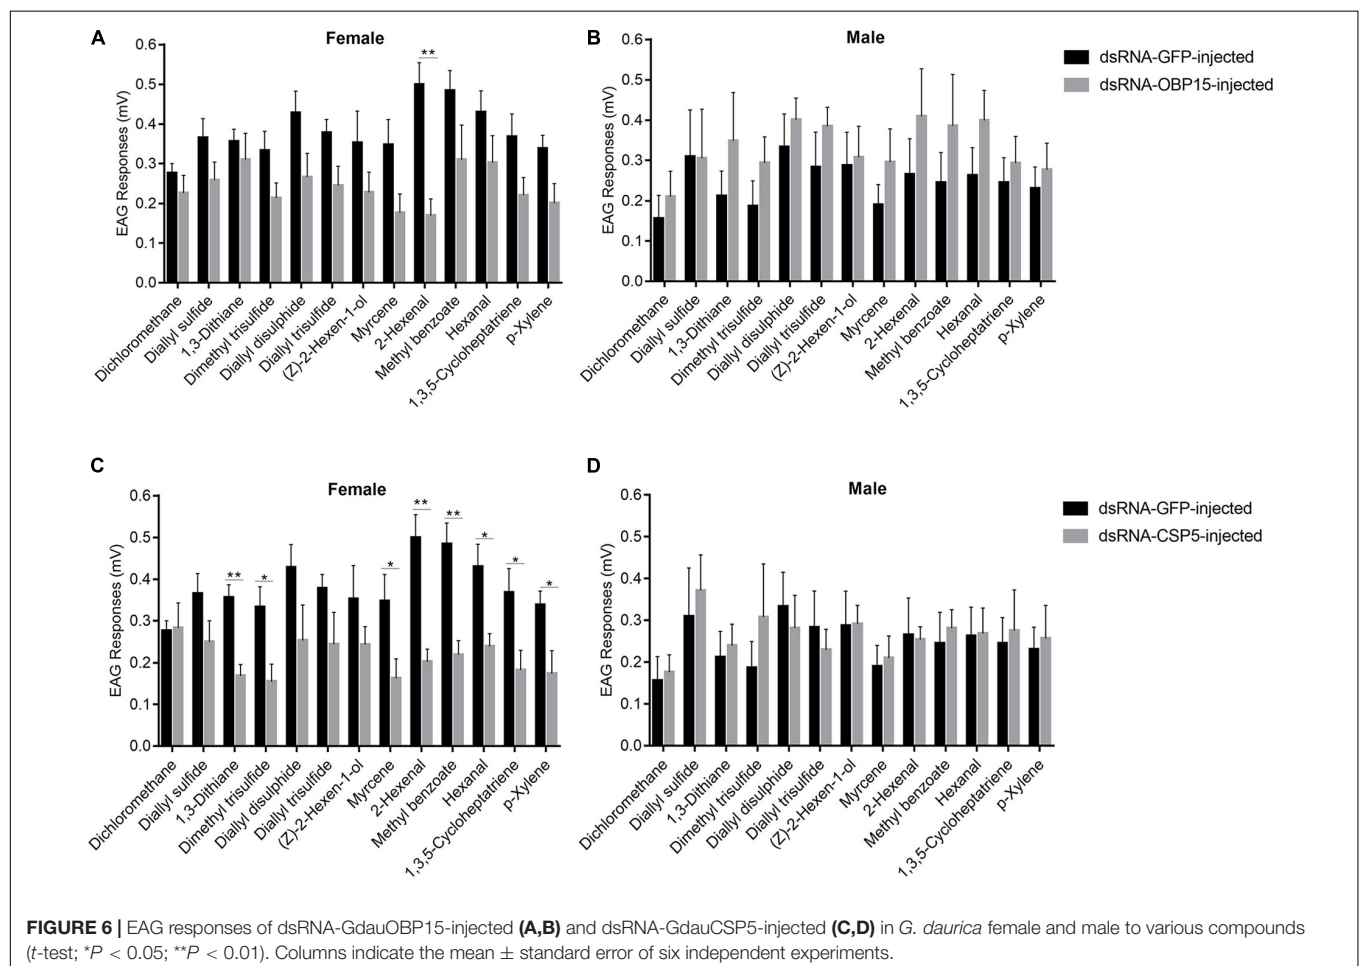 A
Female
0.6
0.5
0.4
0.3
0.2
0.1
0.0
EAG Responses (mV)
**
Dichloromethane
Diallyl sulfide
1,3-Dithiane
Dimethyl trisulfide
Diallyl disulphide
Diallyl trisulfide
(Z)-2-Hexen-1-ol
Myrcene
2-Hexenal
Methyl benzoate
Hexanal
1,3,5-Cycloheptatriene
p-Xylene
B
Male
0.6
0.5
0.4
0.3
0.2
0.1
0.0
EAG Responses (mV)
Dichloromethane
Diallyl sulfide
1,3-Dithiane
Dimethyl trisulfide
Diallyl disulphide
Diallyl trisulfide
(Z)-2-Hexen-1-ol
Myrcene
2-Hexenal
Methyl benzoate
Hexanal
1,3,5-Cycloheptatriene
p-Xylene
dsRNA-GFP-injected
dsRNA-OBP15-injected
C
Female
0.6
0.5
0.4
0.3
0.2
0.1
0.0
EAG Responses (mV)
**
*
*
**
**
*
*
*
Dichloromethane
Diallyl sulfide
1,3-Dithiane
Dimethyl trisulfide
Diallyl disulphide
Diallyl trisulfide
(Z)-2-Hexen-1-ol
Myrcene
2-Hexenal
Methyl benzoate
Hexanal
1,3,5-Cycloheptatriene
p-Xylene
D
Male
0.6
0.5
0.4
0.3
0.2
0.1
0.0
EAG Responses (mV)
Dichloromethane
Diallyl sulfide
1,3-Dithiane
Dimethyl trisulfide
Diallyl disulphide
Diallyl trisulfide
(Z)-2-Hexen-1-ol
Myrcene
2-Hexenal
Methyl benzoate
Hexanal
1,3,5-Cycloheptatriene
p-Xylene
dsRNA-GFP-injected
dsRNA-CSP5-injected
FIGURE 6 | EAG responses of dsRNA-GdauOBP15-injected (A,B) and dsRNA-GdauCSP5-injected (C,D) in G. daurica female and male to various compounds
(t-test; *P < 0.05; **P < 0.01). Columns indicate the mean ± standard error of six independent experiments.